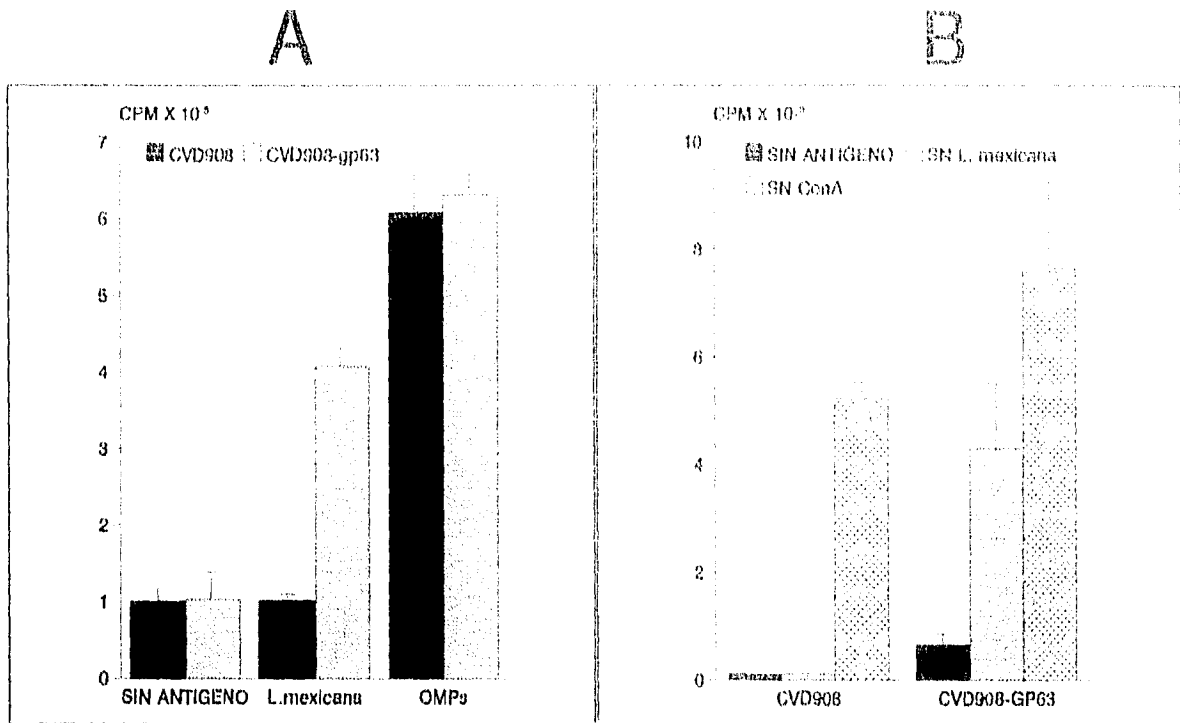 A
B
CPM X 10
CVD908 CVD908-gp63
7
6
5
4
3
2
1
0
SIN ANTIGENO L.mexicana OMPs
CPM X 10
SIN ANTIGENO SN L. mexicana
SN ConA
10
8
6
4
2
0
CVD908 CVD908-GP63